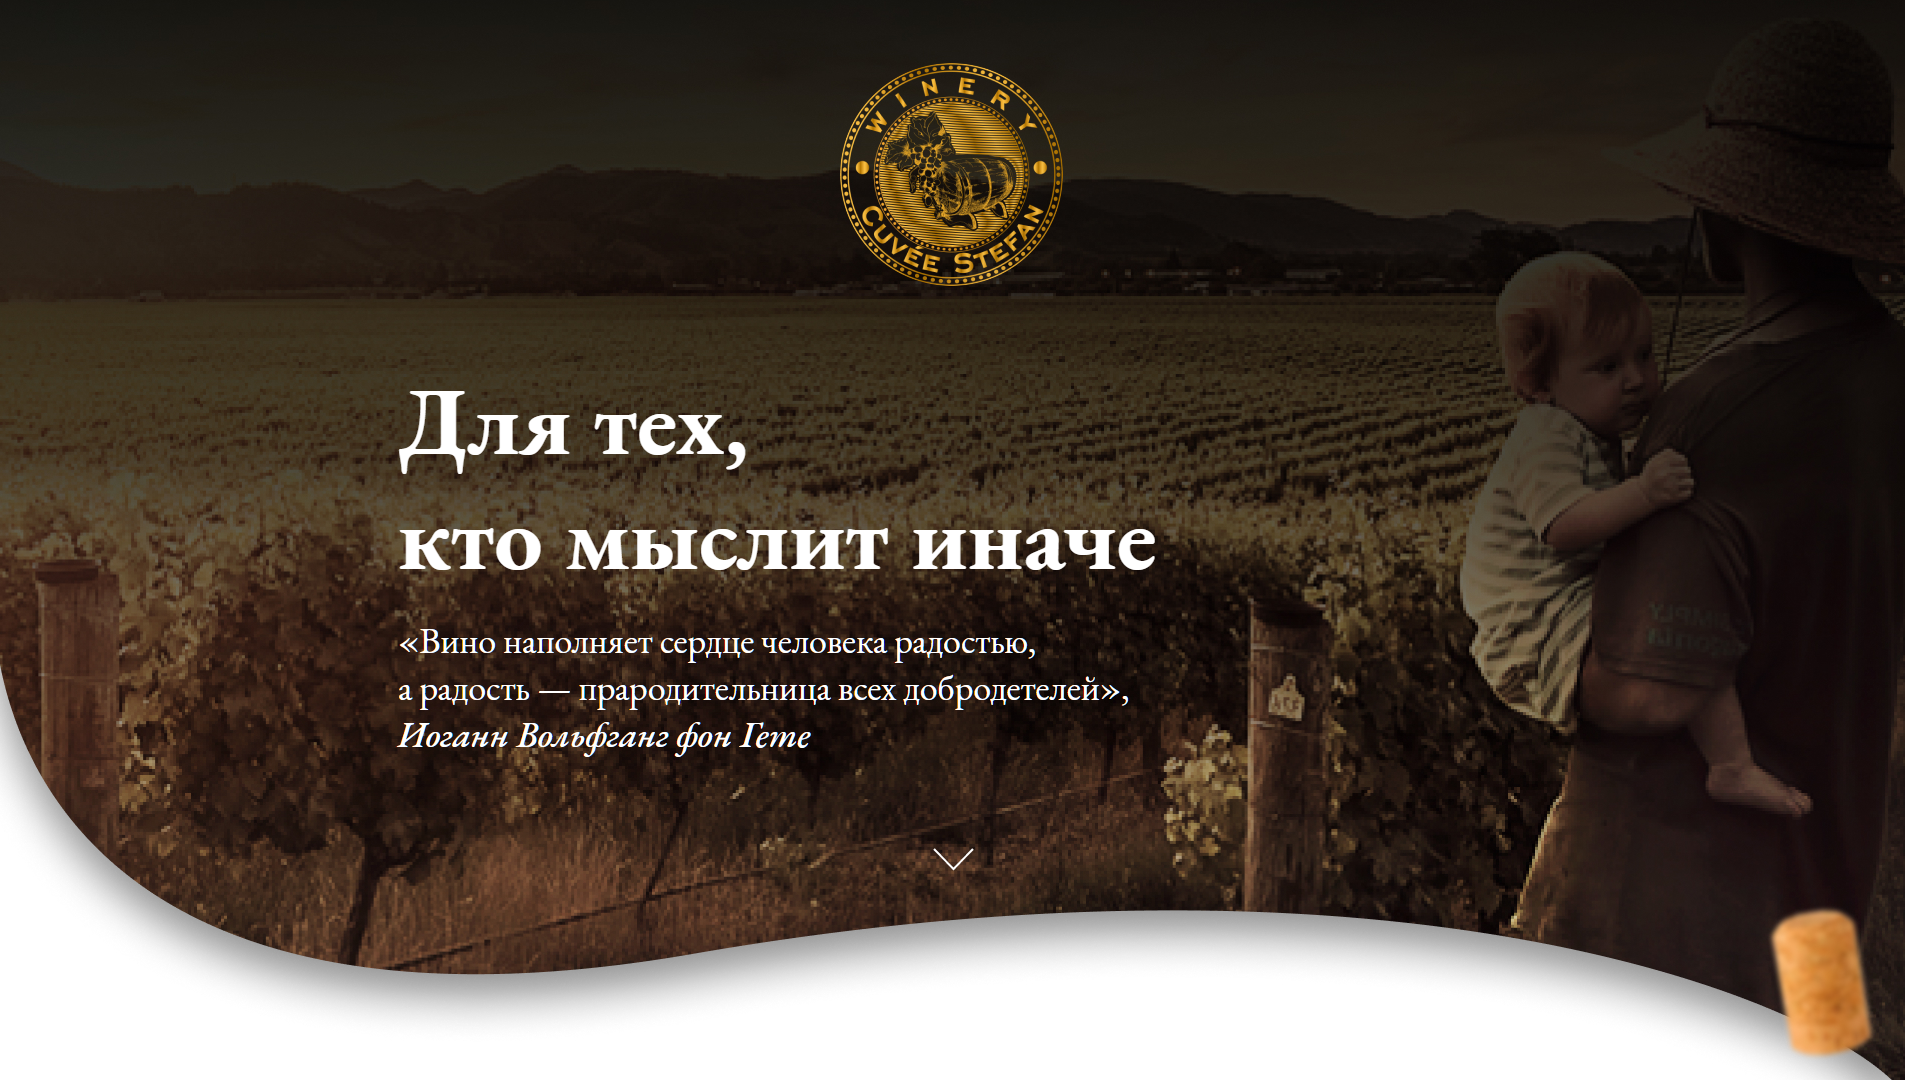 WINERY
CUVÉE STEFAN
Для тех,
кто мыслит иначе
«Вино наполняет сердце человека радостью,
а радость — прародительница всех добродетелей»,
Иоганн Вольфганг фон Гете